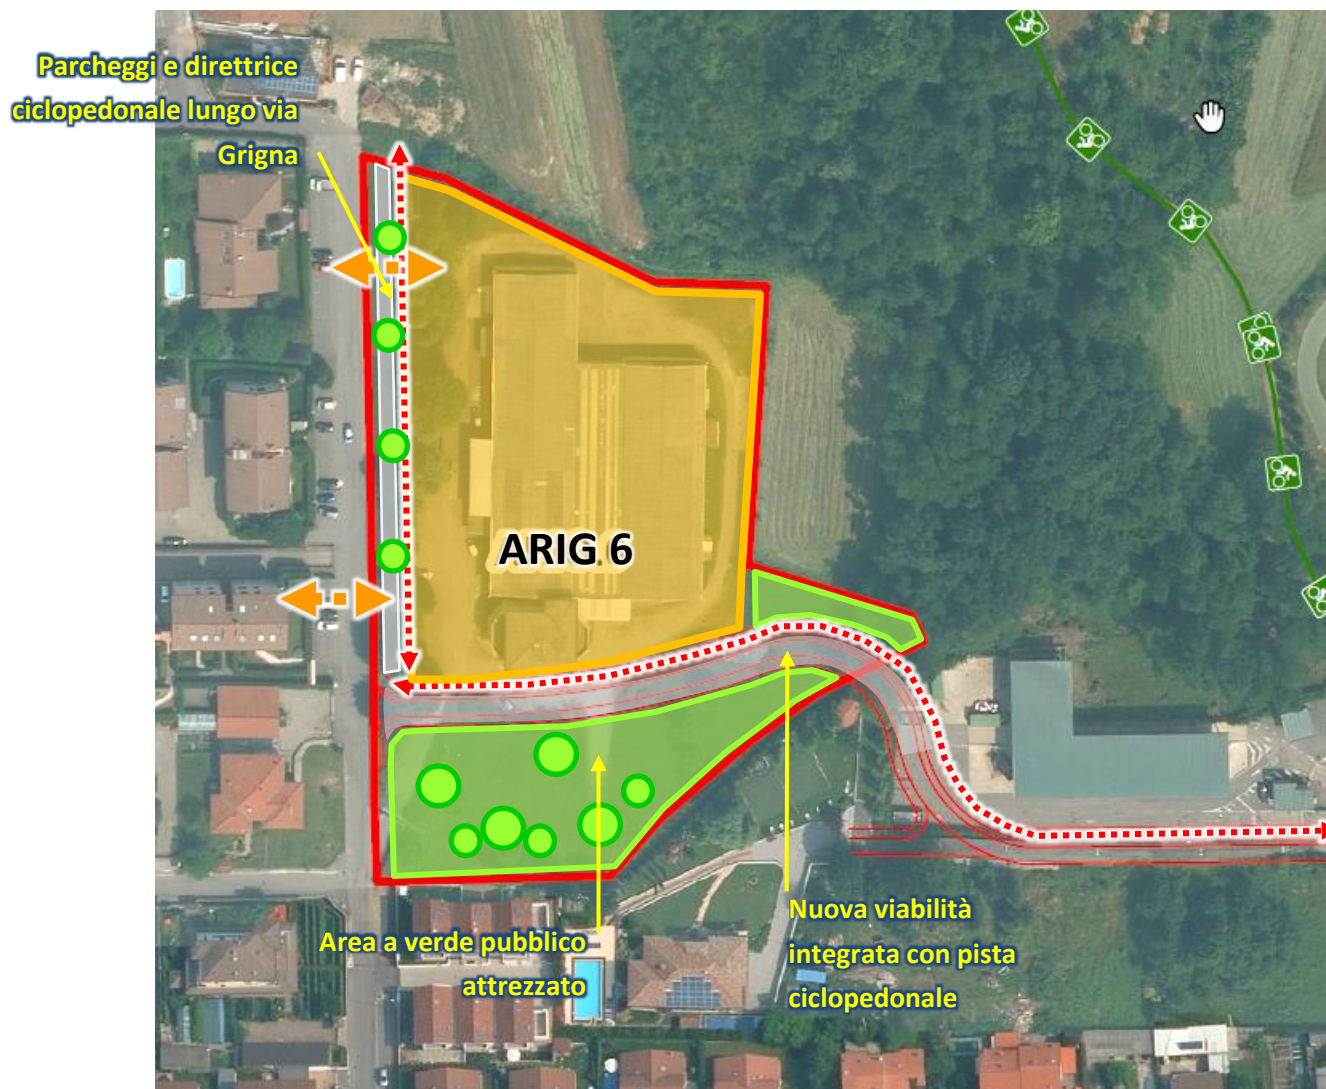 Parcheggi e direttrice
ciclopedonale lungo via
Grigna
ARIG 6
Area a verde pubblico
attrezzato
Nuova viabilità
integrata con pista
ciclopedonale